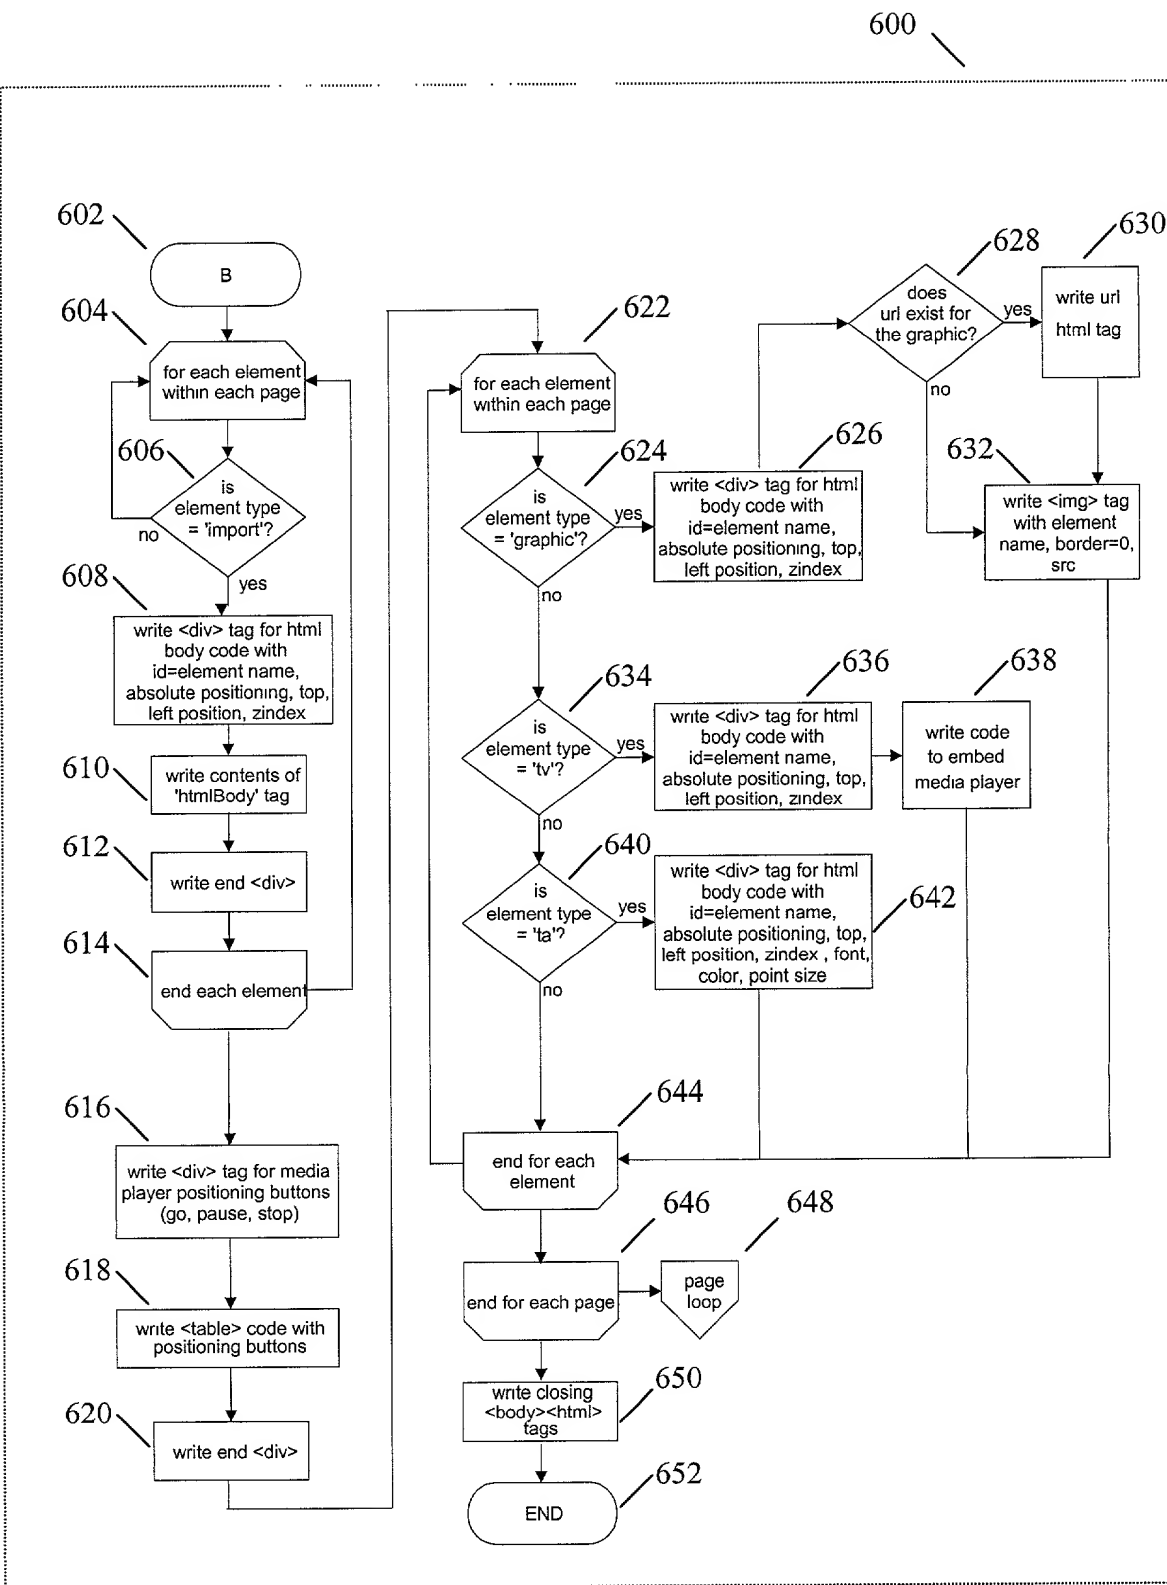 600
602
B
604
for each element
within each page
606
is
element type
= 'import'?
no
yes
608
write <div> tag for html
body code with
id=element name,
absolute positioning, top,
left position, zindex
610
write contents of
'htmlBody' tag
612
write end <div>
614
end each element
616
write <div> tag for media
player positioning buttons
(go, pause, stop)
618
write <table> code with
positioning buttons
620
write end <div>
622
for each element
within each page
624
is
element type
= 'graphic'?
yes
no
626
write <div> tag for html
body code with
id=element name,
absolute positioning, top,
left position, zindex
628
does
url exist for
the graphic?
yes
no
630
write url
html tag
632
write <img> tag
with element
name, border=0,
src
634
is
element type
= 'tv'?
yes
no
636
write <div> tag for html
body code with
id=element name,
absolute positioning, top,
left position, zindex
638
write code
to embed
media player
640
is
element type
= 'ta'?
yes
no
642
write <div> tag for html
body code with
id=element name,
absolute positioning, top,
left position, zindex , font,
color, point size
644
end for each
element
646
end for each page
648
page
loop
650
write closing
<body><html>
tags
652
END